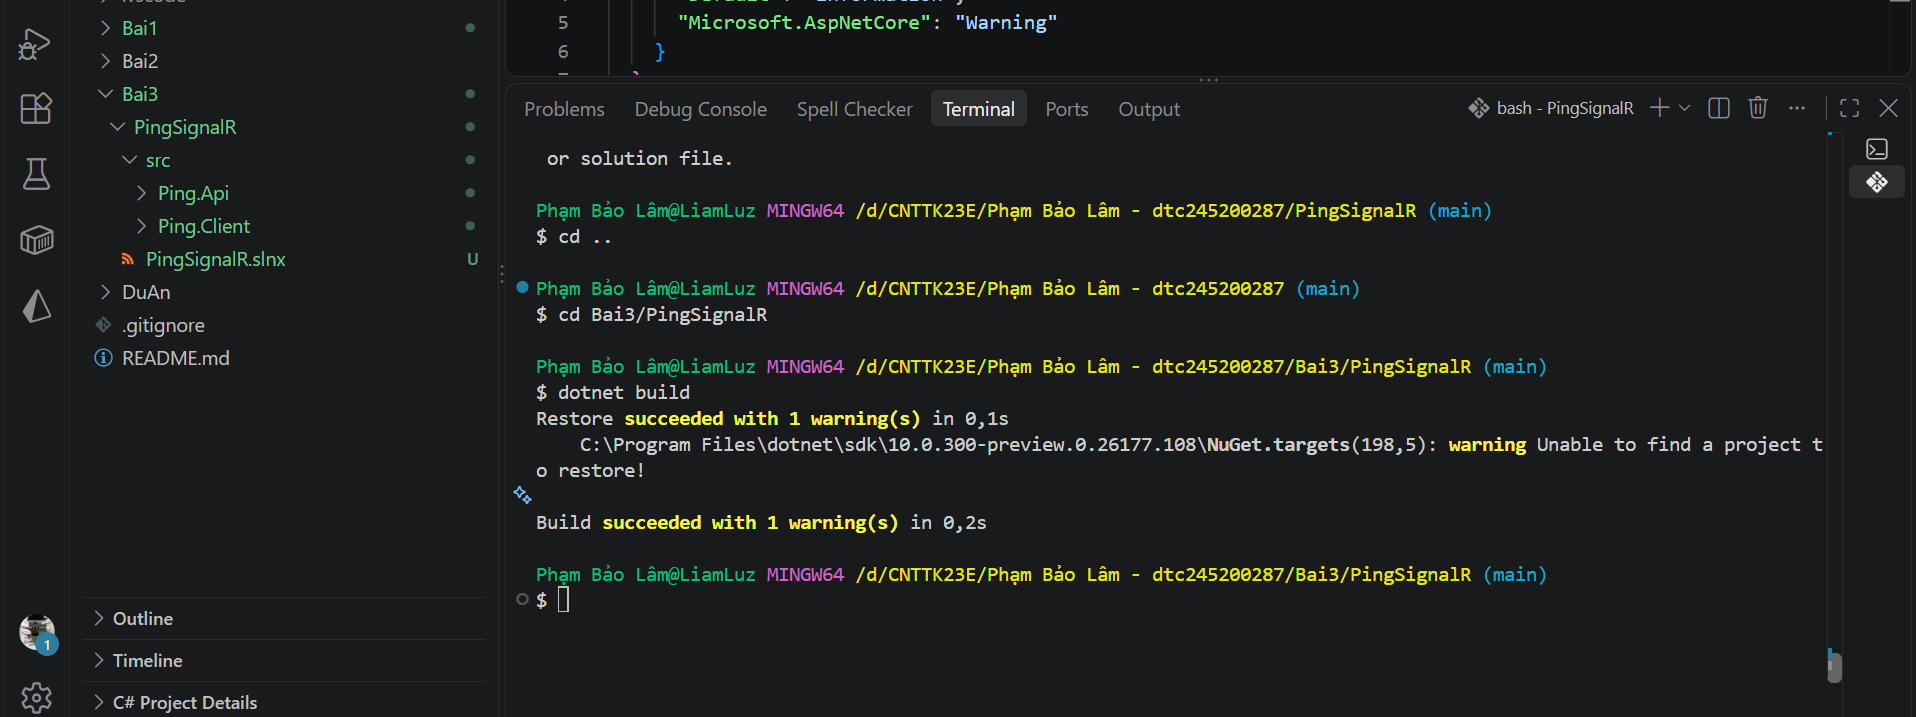 Bai1
Bai2
Bai3
PingSignalR
src
Ping.Api
Ping.Client
PingSignalR.slnx U
DuAn
.gitignore
README.md
Outline
Timeline
C# Project Details
1
5 "Microsoft.AspNetCore": "Warning"
6 }
Problems Debug Console Spell Checker Terminal Ports Output bash - PingSignalR
or solution file.
Phạm Bảo Lâm@LiamLuz MINGW64 /d/CNTTK23E/Phạm Bảo Lâm - dtc245200287/PingSignalR (main)
$ cd ..
Phạm Bảo Lâm@LiamLuz MINGW64 /d/CNTTK23E/Phạm Bảo Lâm - dtc245200287 (main)
$ cd Bai3/PingSignalR
Phạm Bảo Lâm@LiamLuz MINGW64 /d/CNTTK23E/Phạm Bảo Lâm - dtc245200287/Bai3/PingSignalR (main)
$ dotnet build
Restore succeeded with 1 warning(s) in 0,1s
C:\Program Files\dotnet\sdk\10.0.300-preview.0.26177.108\NuGet.targets(198,5): warning Unable to find a project t
o restore!
Build succeeded with 1 warning(s) in 0,2s
Phạm Bảo Lâm@LiamLuz MINGW64 /d/CNTTK23E/Phạm Bảo Lâm - dtc245200287/Bai3/PingSignalR (main)
$